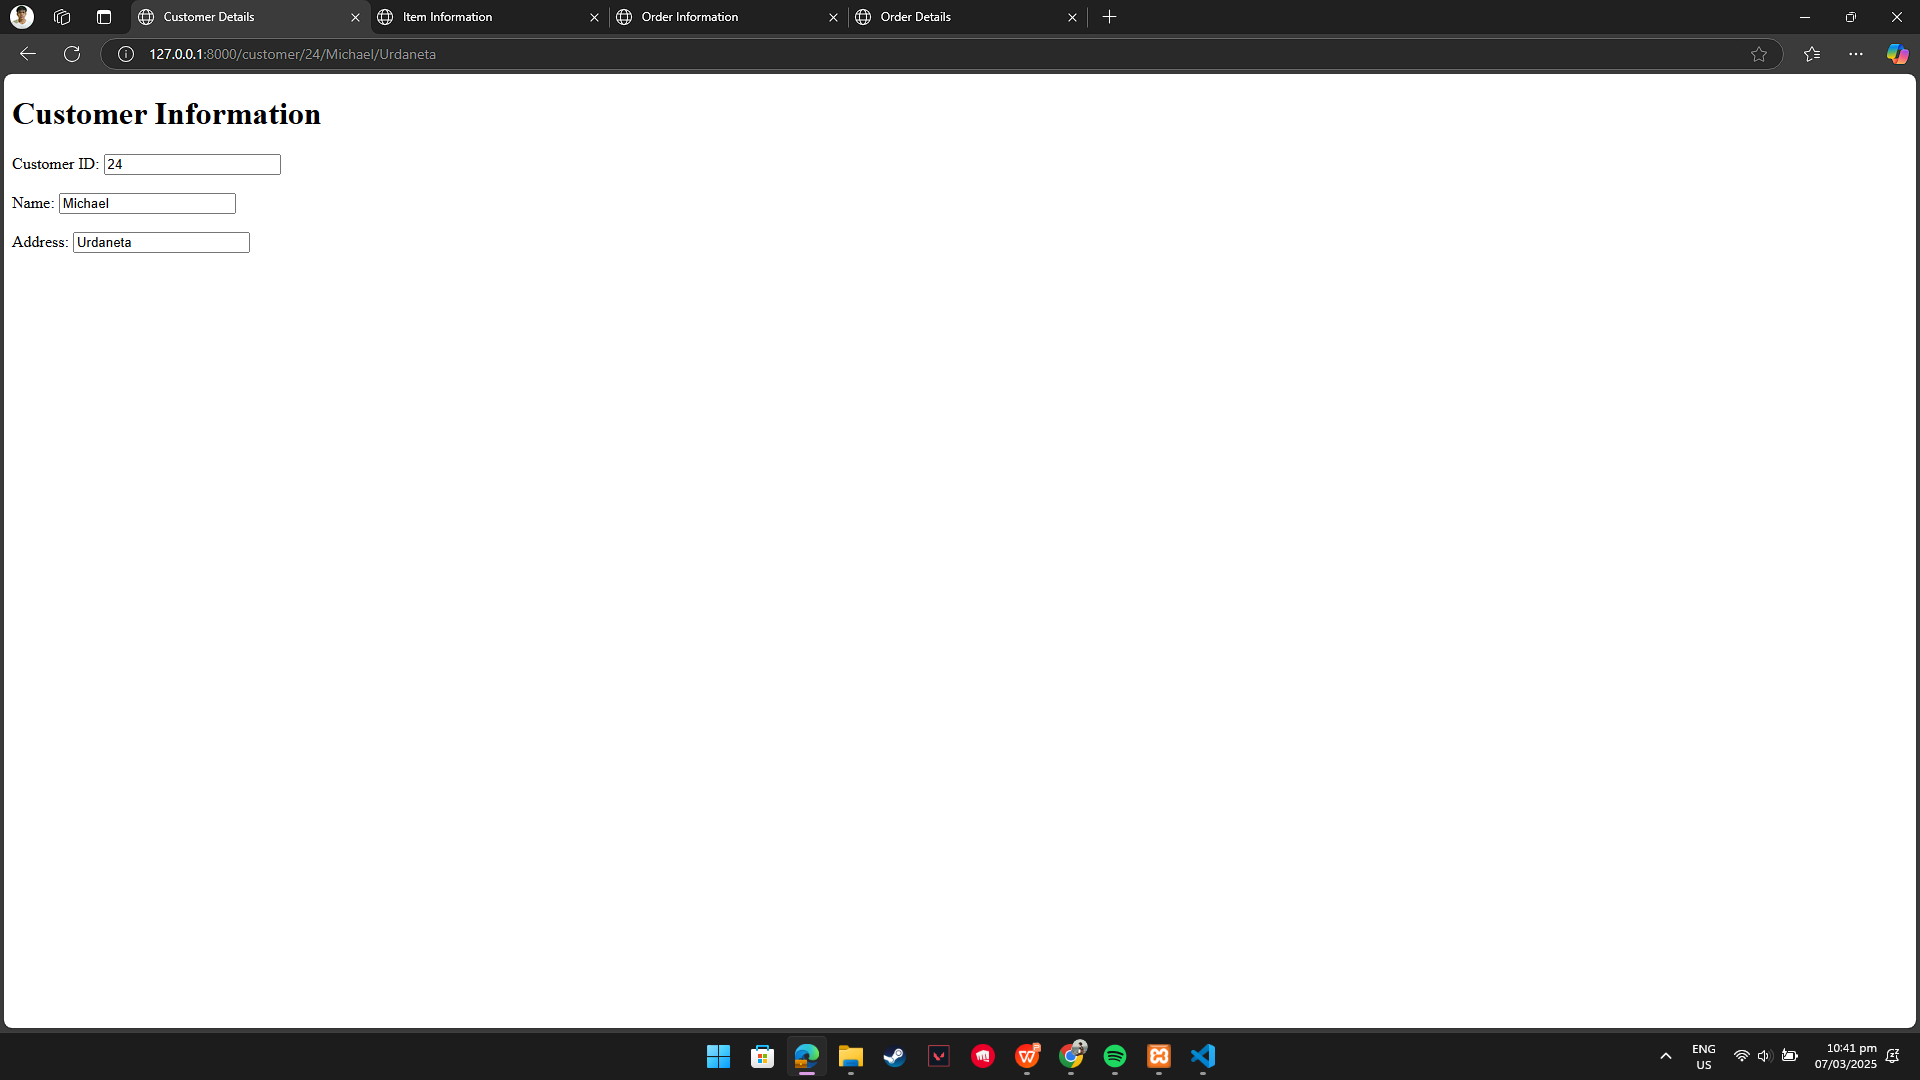 Customer Details
Item Information
Order Information
Order Details
127.0.0.1:8000/customer/24/Michael/Urdaneta
Customer Information
Customer ID: 24
Name: Michael
Address: Urdaneta
ENG
US
10:41 pm
07/03/2025